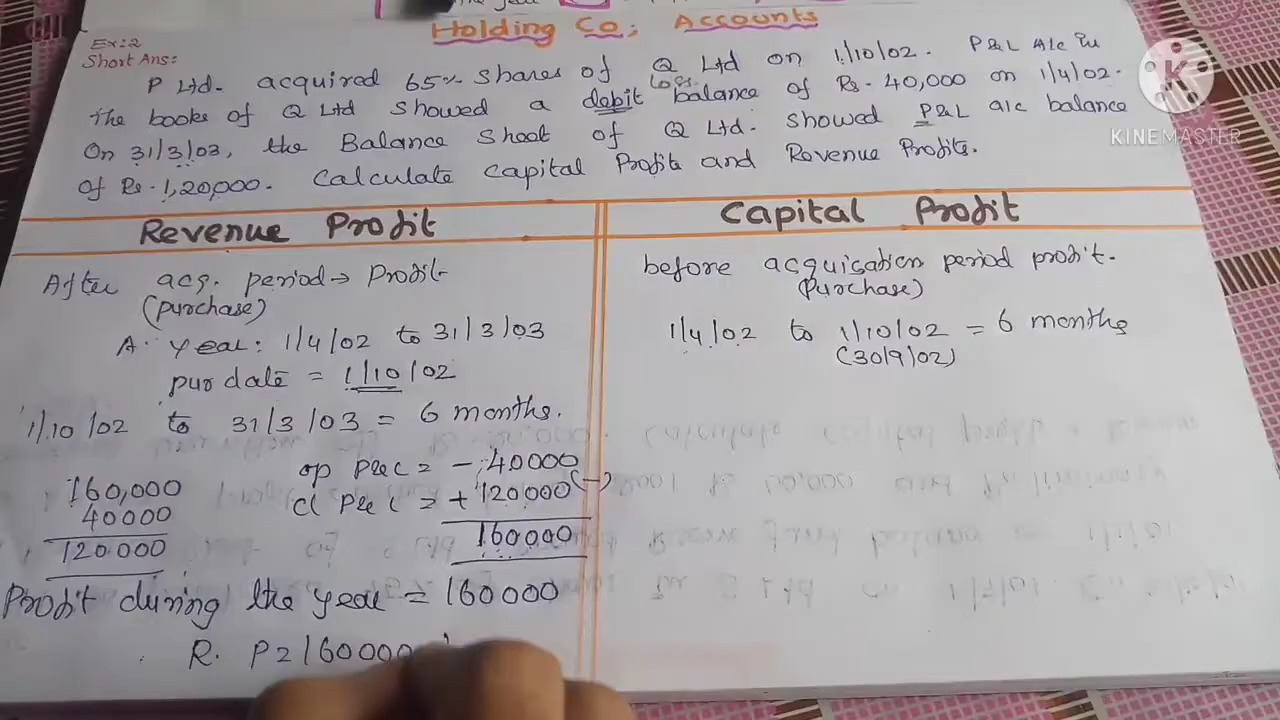 the year
Holding Co; Accounts
Ex:2
Short Ans:
P Ltd. acquired 65% shares of Q Ltd on 1/10/02. P&L A/c in
loss
the books of Q Ltd showed a debit balance of Rs. 40,000 on 1/4/02.
On 31/3/03, the Balance Sheet of Q Ltd. showed P&L a/c balance
of Rs. 1,20,000. Calculate Capital Profit and Revenue Profits.
K
KINEMASTER
Revenue Profit
After acq. period → Profit
(purchase)
A. year: 1/4/02 to 31/3/03
pur date = 1/10/02
1/10/02 to 31/3/03 = 6 months.
op P&L = -40000
cl P&L = +120000 (-)
160000
160,000
40000
120000
Profit during the year = 160000
R. P = 160000
Capital Profit
before acquisation period profit.
(purchase)
1/4/02 to 1/10/02 = 6 months
(30/9/02)